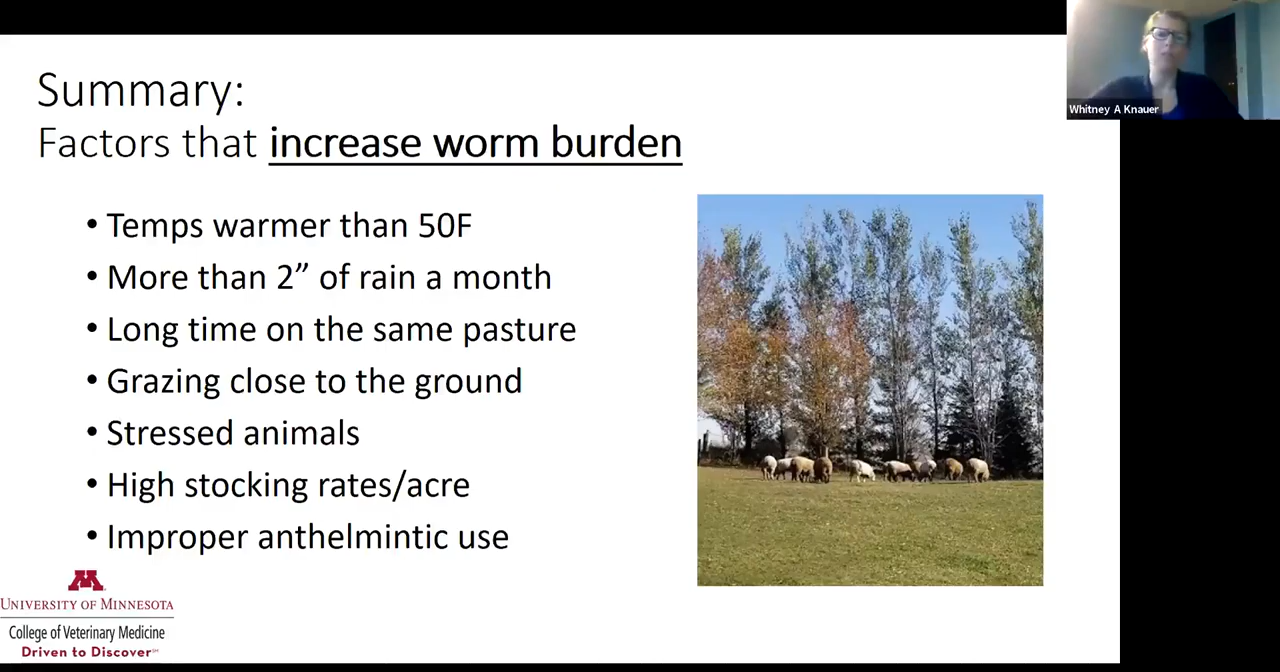 Summary:
Factors that increase worm burden
• Temps warmer than 50F
• More than 2” of rain a month
• Long time on the same pasture
• Grazing close to the ground
• Stressed animals
• High stocking rates/acre
• Improper anthelmintic use
M
UNIVERSITY OF MINNESOTA
College of Veterinary Medicine
Driven to Discover℠
Whitney A Knauer